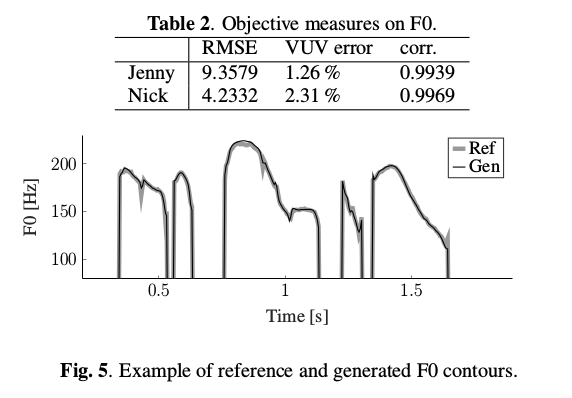 Table 2. Objective measures on F0.
RMSE VUV error corr.
Jenny 9.3579 1.26 % 0.9939
Nick 4.2332 2.31 % 0.9969
Ref
Gen
200
150
100
F0 [Hz]
0.5 1 1.5
Time [s]
Fig. 5. Example of reference and generated F0 contours.